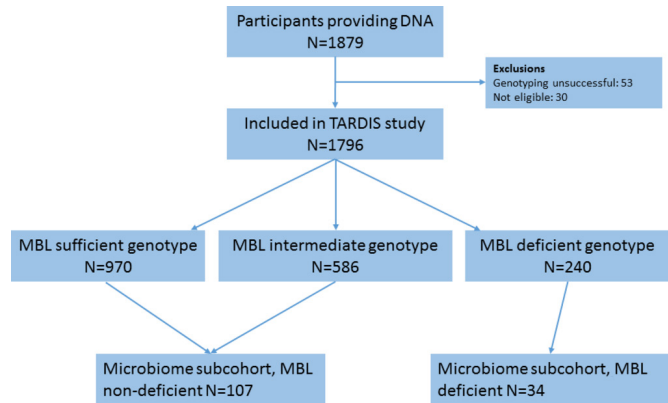 Participants providing DNA
N=1879
Exclusions
Genotyping unsuccessful: 53
Not eligible: 30
Included in TARDIS study
N=1796
MBL sufficient genotype
N=970
MBL intermediate genotype
N=586
MBL deficient genotype
N=240
Microbiome subcohort, MBL
non-deficient N=107
Microbiome subcohort, MBL
deficient N=34